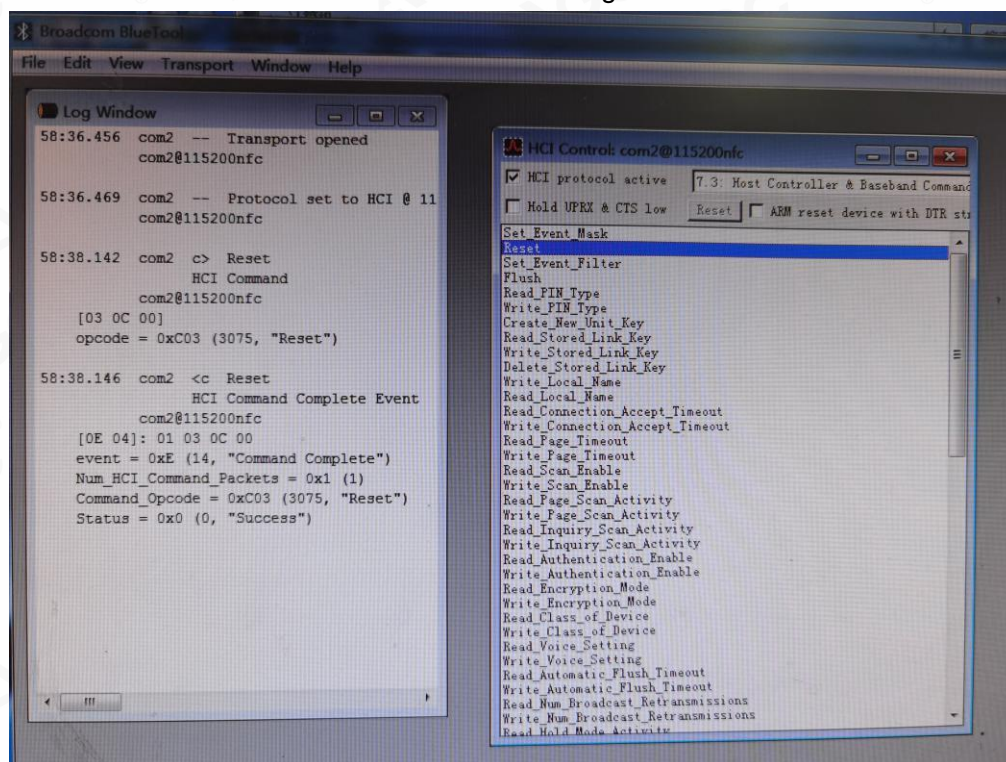 Broadcom BlueTool
File Edit View Transport Window Help
Log Window
58:36.456 com2 -- Transport opened
com2@115200nfc
58:36.469 com2 -- Protocol set to HCI @ 11
com2@115200nfc
58:38.142 com2 c> Reset
HCI Command
com2@115200nfc
[03 0C 00]
opcode = 0xC03 (3075, "Reset")
58:38.146 com2 <c Reset
HCI Command Complete Event
com2@115200nfc
[0E 04]: 01 03 0C 00
event = 0xE (14, "Command Complete")
Num_HCI_Command_Packets = 0x1 (1)
Command_Opcode = 0xC03 (3075, "Reset")
Status = 0x0 (0, "Success")
HCI Control: com2@115200nfc
HCI protocol active
7.3: Host Controller & Baseband Command
Hold UPRX & CTS low
Reset
ARM reset device with DTR st
Set_Event_Mask
Reset
Set_Event_Filter
Flush
Read_PIN_Type
Write_PIN_Type
Create_New_Unit_Key
Read_Stored_Link_Key
Write_Stored_Link_Key
Delete_Stored_Link_Key
Write_Local_Name
Read_Local_Name
Read_Connection_Accept_Timeout
Write_Connection_Accept_Timeout
Read_Page_Timeout
Write_Page_Timeout
Read_Scan_Enable
Write_Scan_Enable
Read_Page_Scan_Activity
Write_Page_Scan_Activity
Read_Inquiry_Scan_Activity
Write_Inquiry_Scan_Activity
Read_Authentication_Enable
Write_Authentication_Enable
Read_Encryption_Mode
Write_Encryption_Mode
Read_Class_of_Device
Write_Class_of_Device
Read_Voice_Setting
Write_Voice_Setting
Read_Automatic_Flush_Timeout
Write_Automatic_Flush_Timeout
Read_Num_Broadcast_Retransmissions
Write_Num_Broadcast_Retransmissions
Read_Hold_Mode_Activity